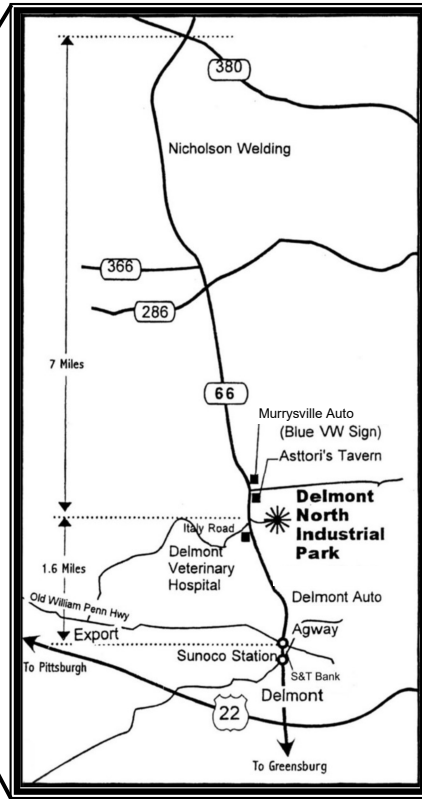 380
Nicholson Welding
366
286
7 Miles
66
Murrysville Auto
(Blue VW Sign)
Asttori's Tavern
Delmont
North
Industrial
Park
Italy Road
Delmont
Veterinary
Hospital
1.6 Miles
Delmont Auto
Old William Penn Hwy
Export
Agway
Sunoco Station
To Pittsburgh
S&T Bank
Delmont
22
To Greensburg